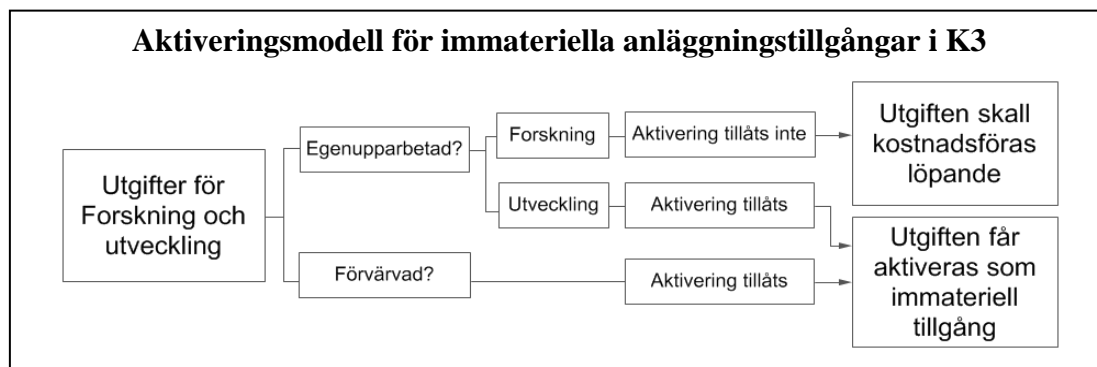 Aktiveringsmodell för immateriella anläggningstillgångar i K3
Utgifter för
Forskning och
utveckling
Egenupparbetad?
Forskning
Aktivering tillåts inte
Utgiften skall
kostnadsföras
löpande
Utveckling
Aktivering tillåts
Förvärvad?
Aktivering tillåts
Utgiften får
aktiveras som
immateriell
tillgång